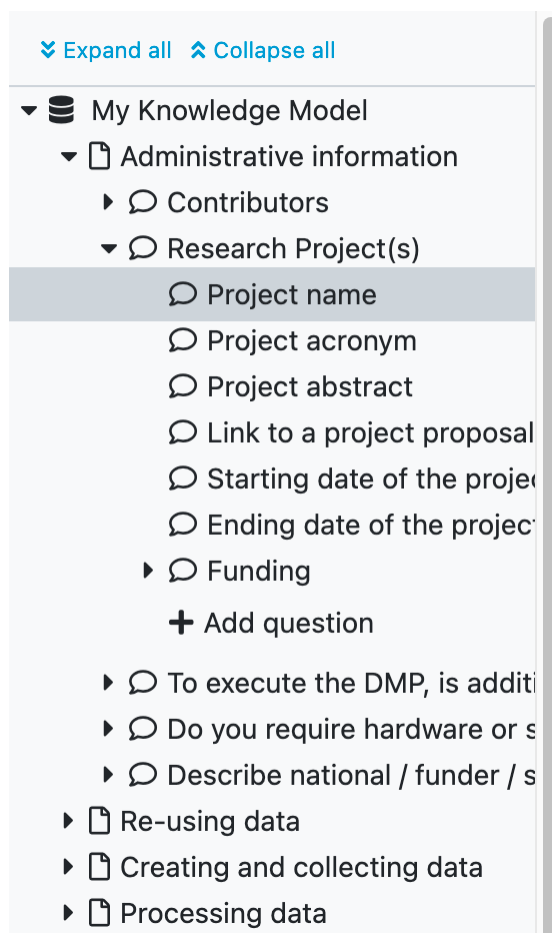 Expand all Collapse all
My Knowledge Model
Administrative information
Contributors
Research Project(s)
Project name
Project acronym
Project abstract
Link to a project proposal
Starting date of the
Ending date of the project
Funding
Add question
To execute the DMP, is
Do you require hardware or
Describe national / funder /
Re-using data
Creating and collecting data
Processing data